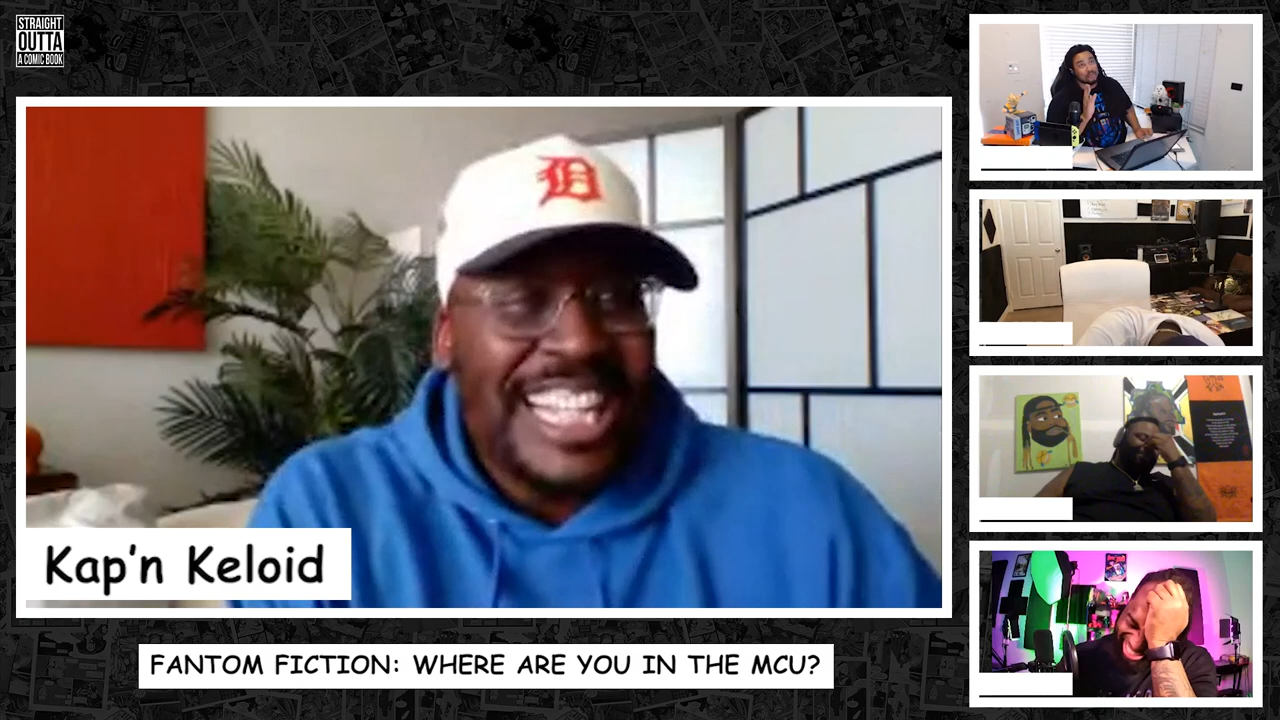 STRAIGHT
OUTTA
A COMIC BOOK
D
Kap'n Keloid
FANTOM FICTION: WHERE ARE YOU IN THE MCU?